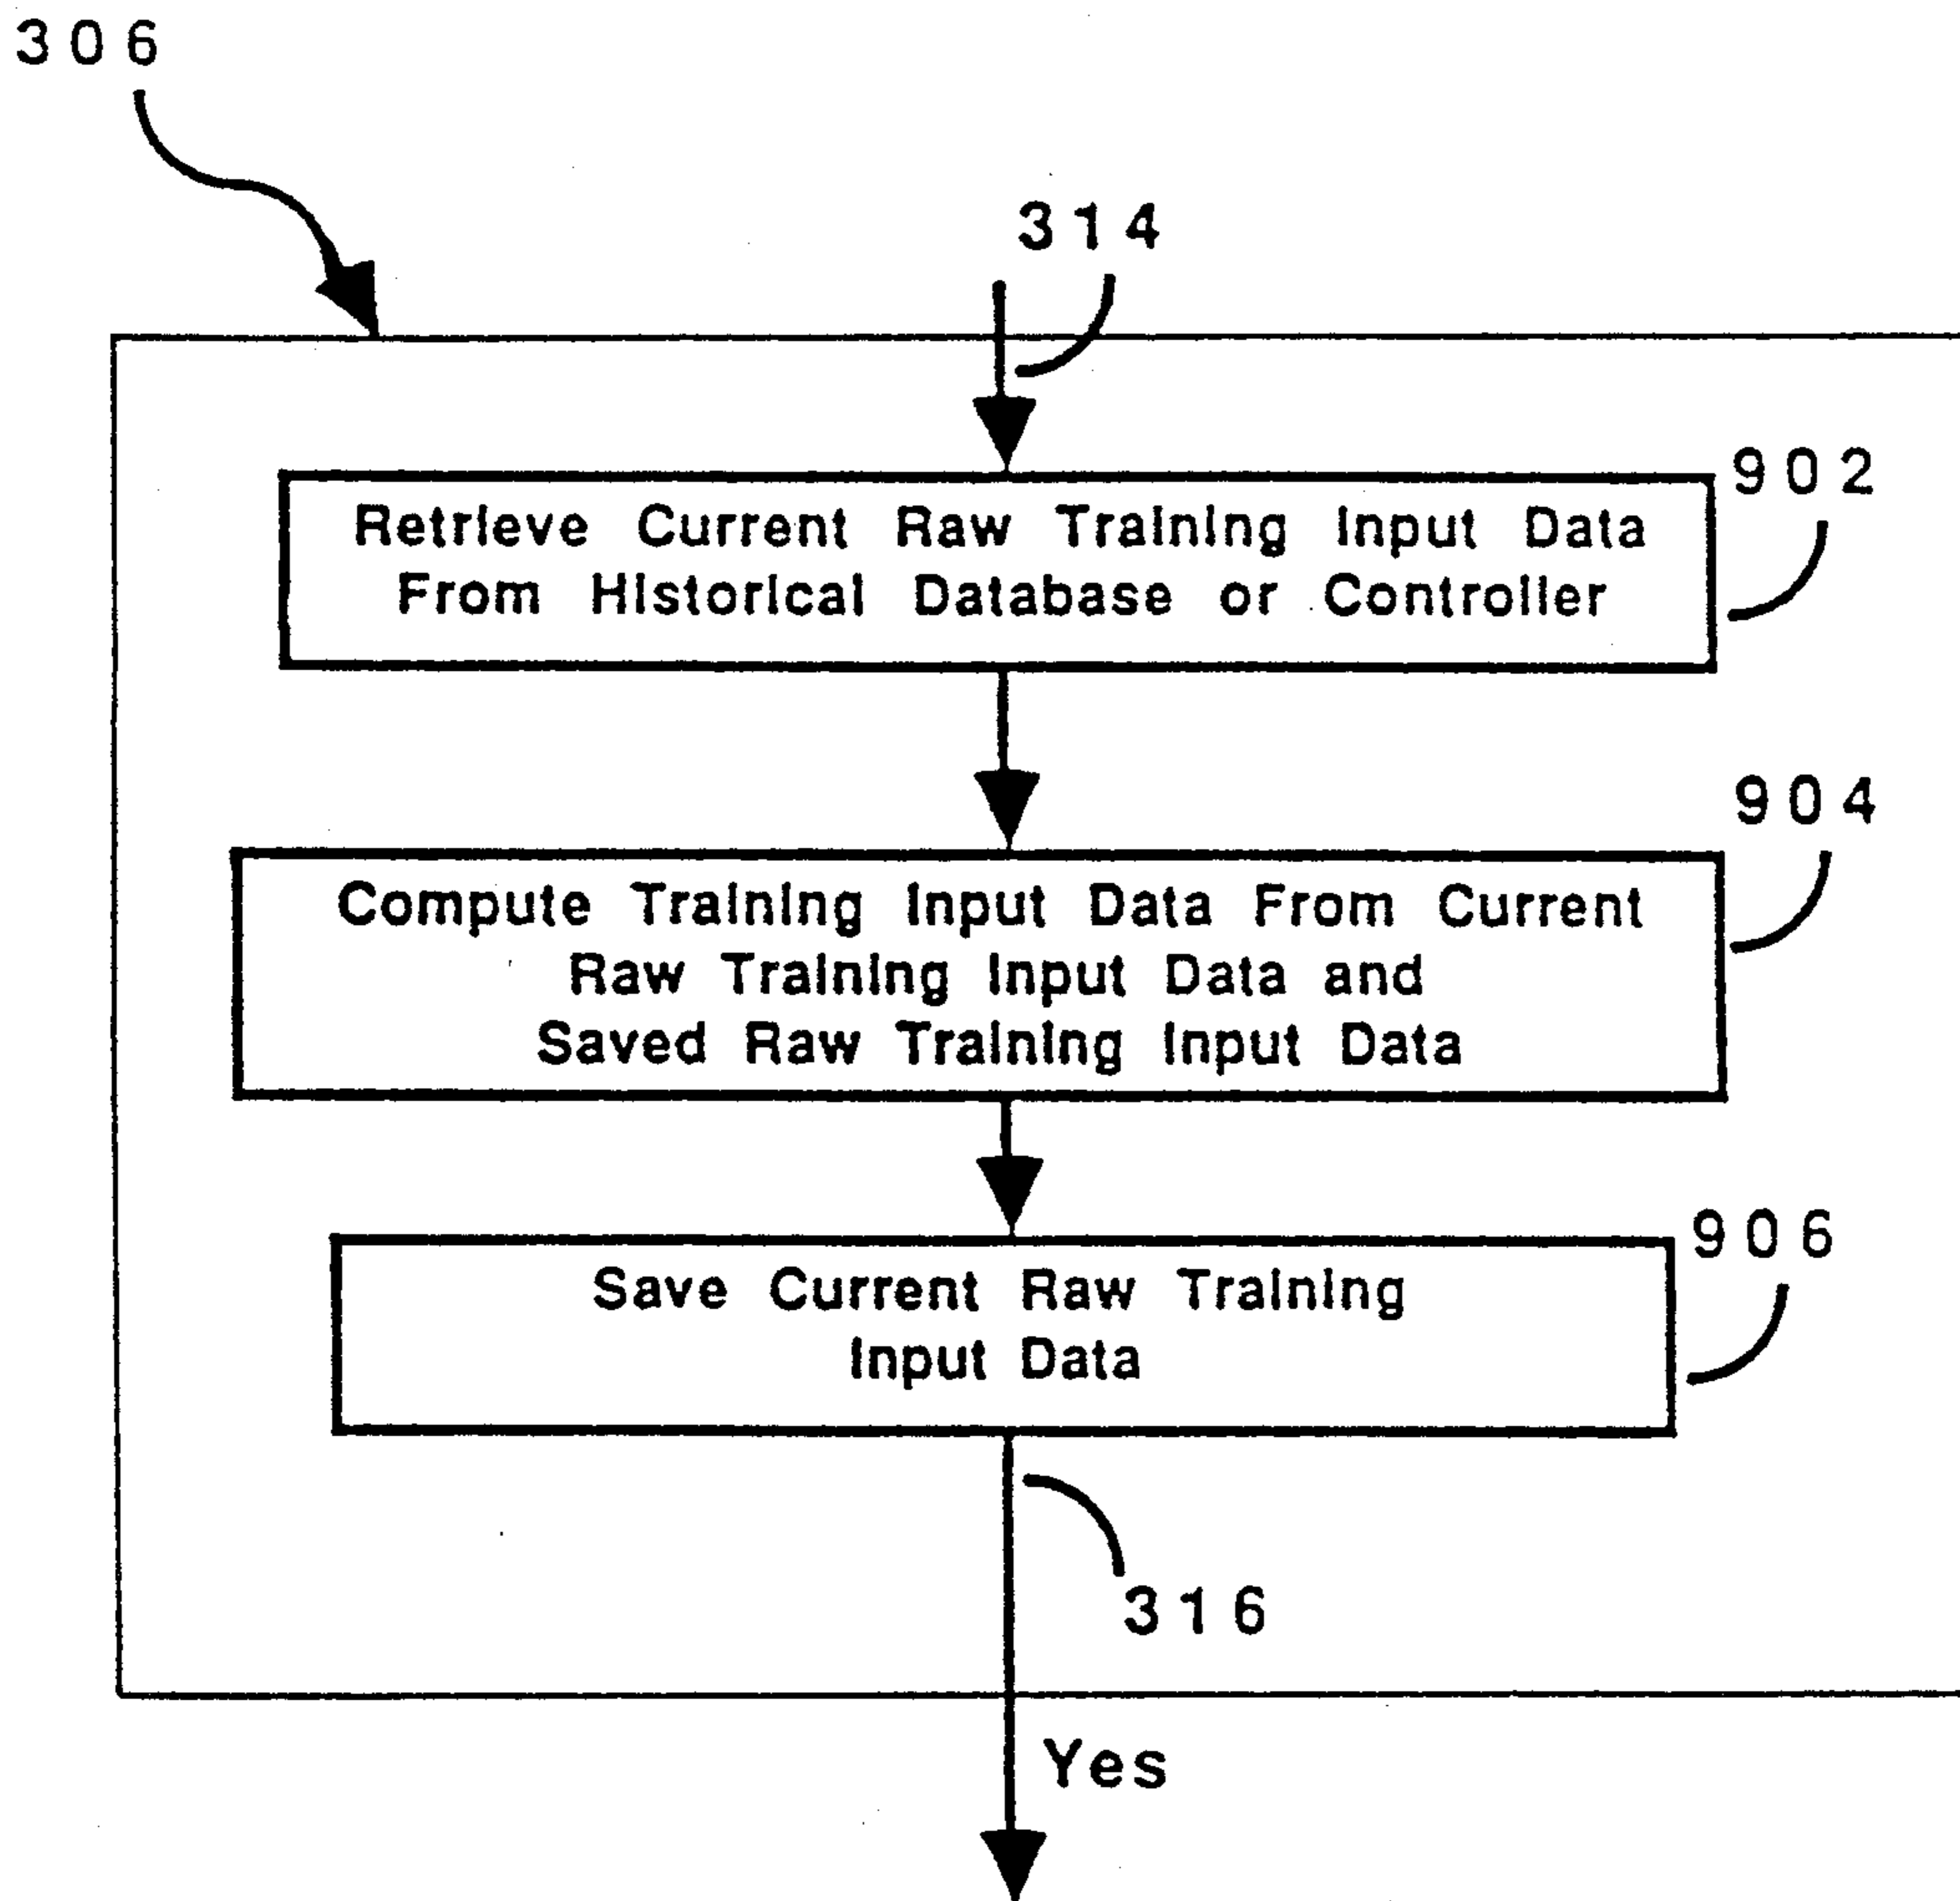 306
314
902
Retrieve Current Raw Training Input Data
From Historical Database or Controller
904
Compute Training Input Data From Current
Raw Training Input Data and
Saved Raw Training Input Data
906
Save Current Raw Training
Input Data
316
Yes